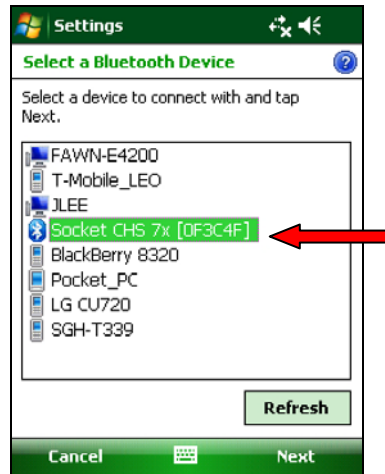 Settings
Select a Bluetooth Device
Select a device to connect with and tap
Next.
FAWN-E4200
T-Mobile_LEO
JLEE
Socket CHS 7x [0F3C4F]
BlackBerry 8320
Pocket_PC
LG CU720
SGH-T339
Refresh
Cancel Next